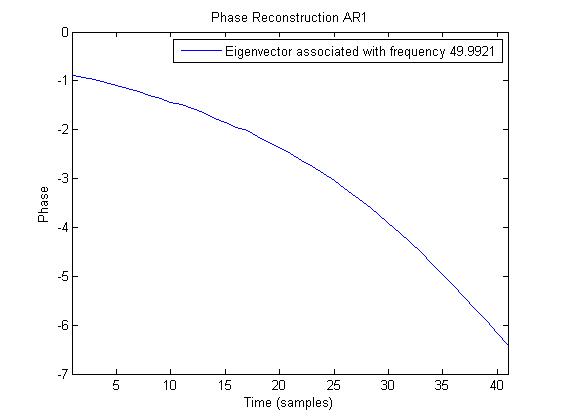 Phase Reconstruction AR1
Eigenvector associated with frequency 49.9921
0
-1
-2
-3
-4
-5
-6
-7
Phase
5 10 15 20 25 30 35 40
Time (samples)